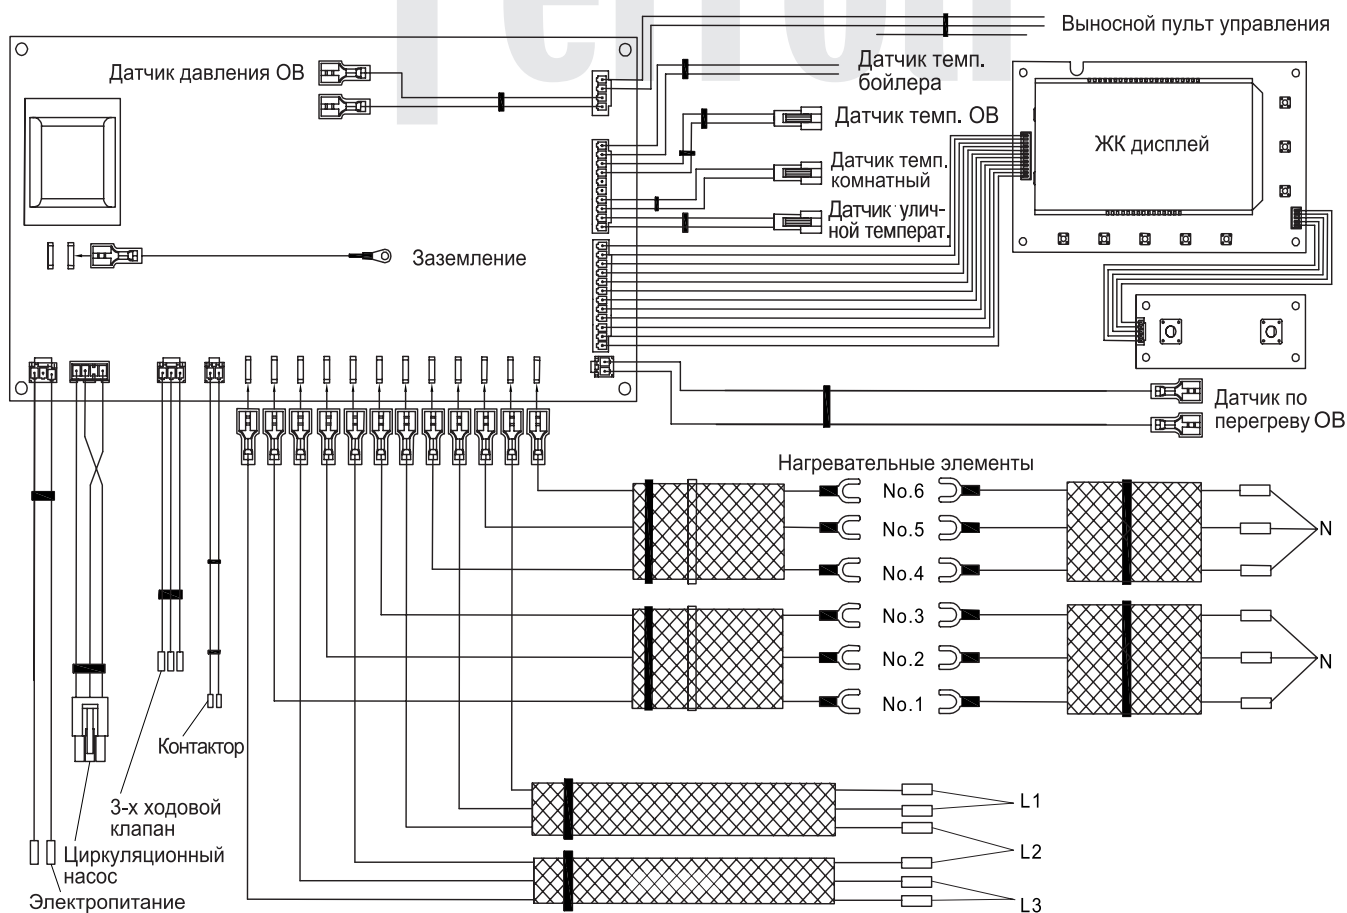 Ferroli
Выносной пульт управления
Датчик давления ОВ
Датчик темп.
бойлера
Датчик темп. ОВ
ЖК дисплей
Датчик темп.
комнатный
Датчик улич-
ной температ.
Заземление
Датчик по
перегреву ОВ
Нагревательные элементы
No.6
No.5
N
No.4
No.3
No.2
N
No.1
Контактор
3-х ходовой
клапан
L1
Циркуляционный
насос
L2
Электропитание
L3